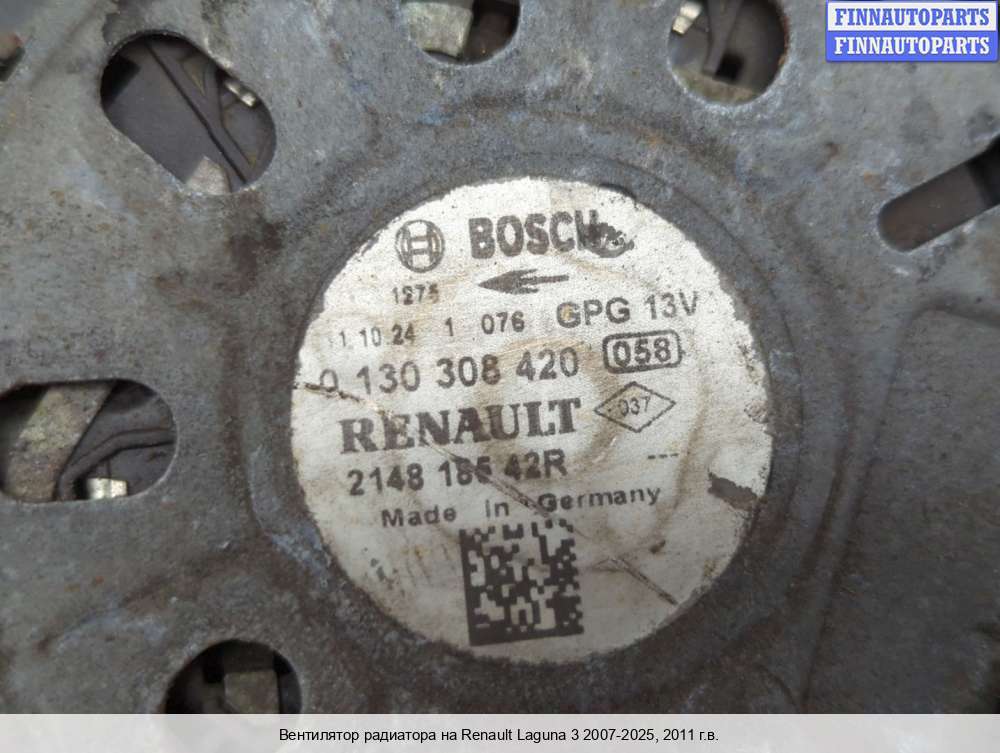 FINNAUTOPARTS
FINNAUTOPARTS
BOSCH
1275
11.10.24 1 076 GPG 13V
0 130 308 420 058
RENAULT 037
2148 185 42R ---
Made in Germany
Вентилятор радиатора на Renault Laguna 3 2007-2025, 2011 г.в.